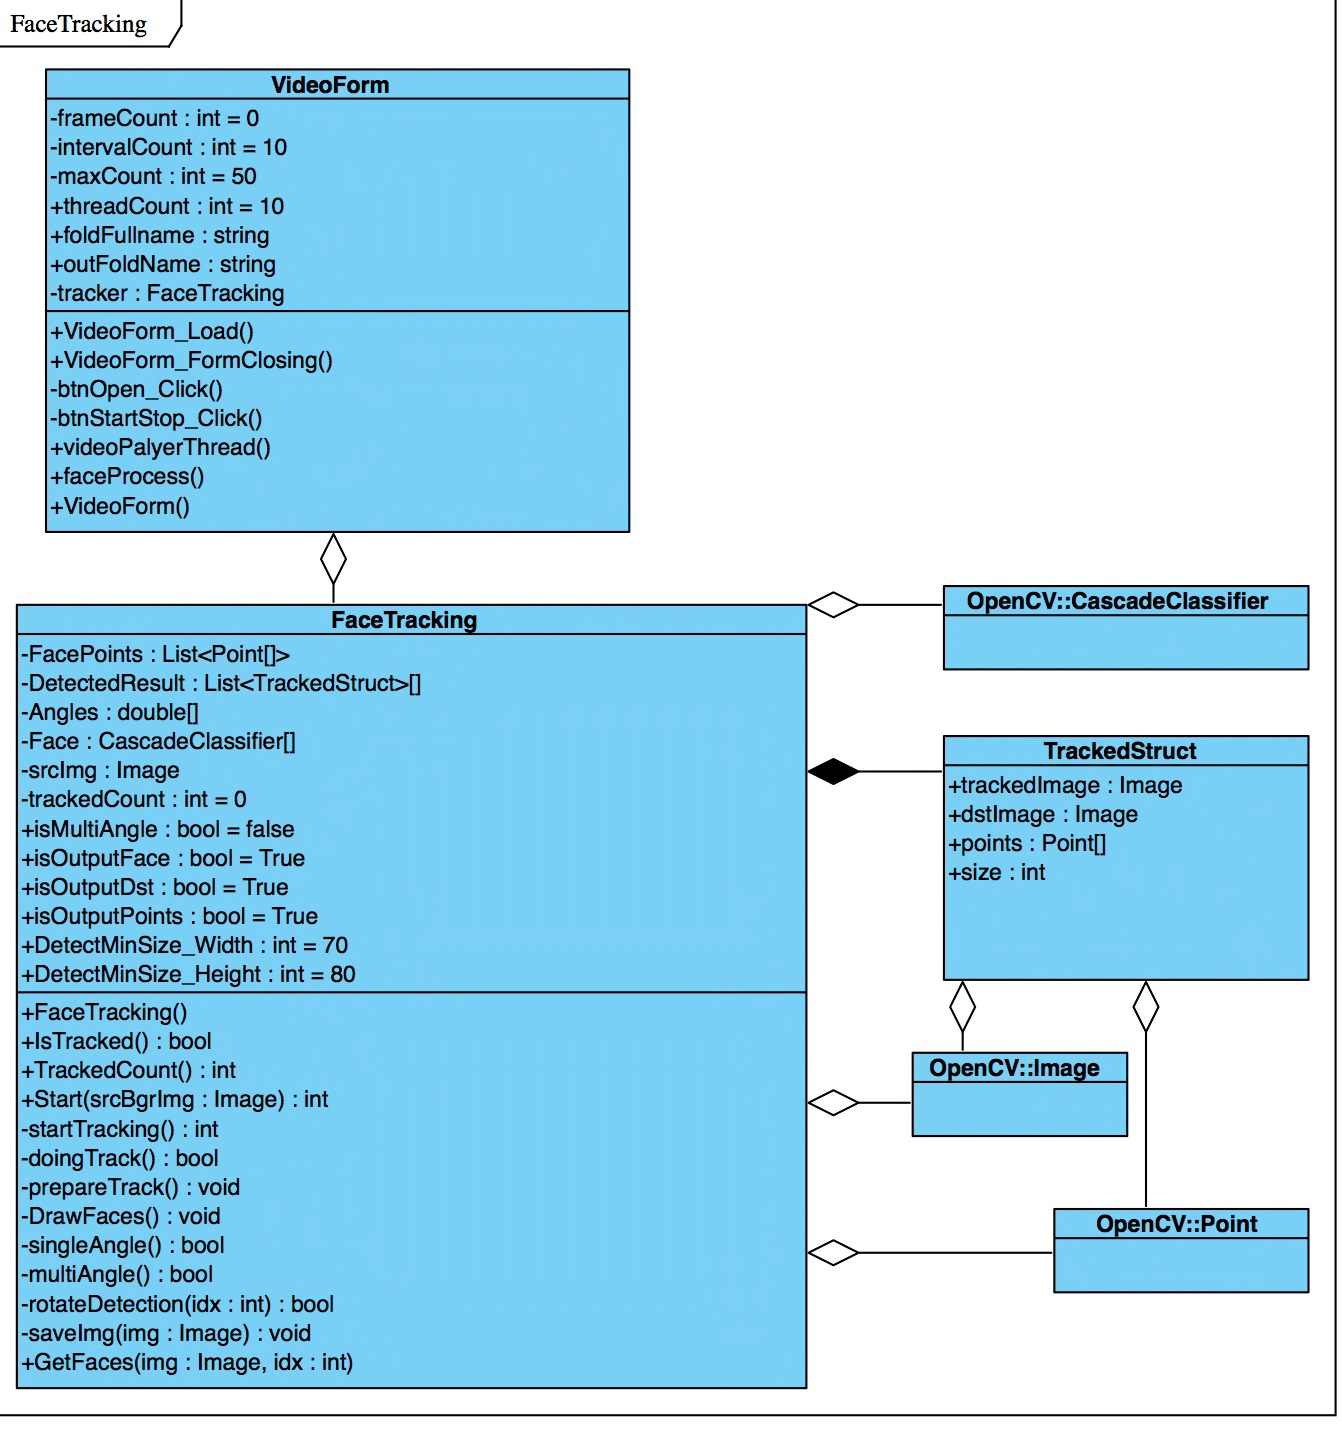 FaceTracking
VideoForm
-frameCount : int = 0
-intervalCount : int = 10
-maxCount : int = 50
+threadCount : int = 10
+foldFullname : string
+outFoldName : string
-tracker : FaceTracking
+VideoForm_Load()
+VideoForm_FormClosing()
-btnOpen_Click()
-btnStartStop_Click()
+videoPalyerThread()
+faceProcess()
+VideoForm()
FaceTracking
-FacePoints : List<Point[]>
-DetectedResult : List<TrackedStruct>[]
-Angles : double[]
-Face : CascadeClassifier[]
-srcImg : Image
-trackedCount : int = 0
+isMultiAngle : bool = false
+isOutputFace : bool = True
+isOutputDst : bool = True
+isOutputPoints : bool = True
+DetectMinSize_Width : int = 70
+DetectMinSize_Height : int = 80
+FaceTracking()
+IsTracked() : bool
+TrackedCount() : int
+Start(srcBgrImg : Image) : int
-startTracking() : int
-doingTrack() : bool
-prepareTrack() : void
-DrawFaces() : void
-singleAngle() : bool
-multiAngle() : bool
-rotateDetection(idx : int) : bool
-saveImg(img : Image) : void
+GetFaces(img : Image, idx : int)
OpenCV::CascadeClassifier
TrackedStruct
+trackedImage : Image
+dstImage : Image
+points : Point[]
+size : int
OpenCV::Image
OpenCV::Point